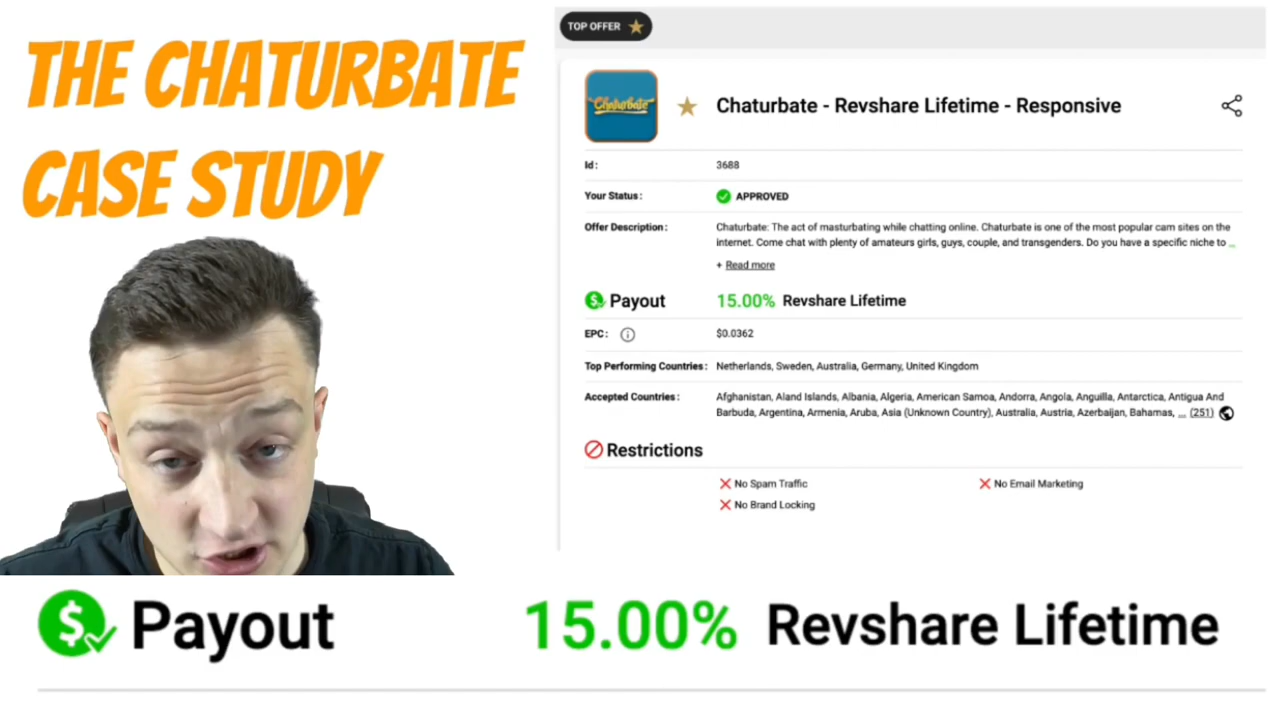 THE CHATURBATE
CASE STUDY
TOP OFFER
Chaturbate
Chaturbate - Revshare Lifetime - Responsive
Id: 3688
Your Status: APPROVED
Offer Description: Chaturbate: The act of masturbating while chatting online. Chaturbate is one of the most popular cam sites on the
internet. Come chat with plenty of amateurs girls, guys, couple, and transgenders. Do you have a specific niche to ...
+ Read more
Payout 15.00% Revshare Lifetime
EPC: $0.0362
Top Performing Countries: Netherlands, Sweden, Australia, Germany, United Kingdom
Accepted Countries: Afghanistan, Aland Islands, Albania, Algeria, American Samoa, Andorra, Angola, Anguilla, Antarctica, Antigua And
Barbuda, Argentina, Armenia, Aruba, Asia (Unknown Country), Australia, Austria, Azerbaijan, Bahamas, ... (251)
Restrictions
No Spam Traffic No Email Marketing
No Brand Locking
Payout 15.00% Revshare Lifetime